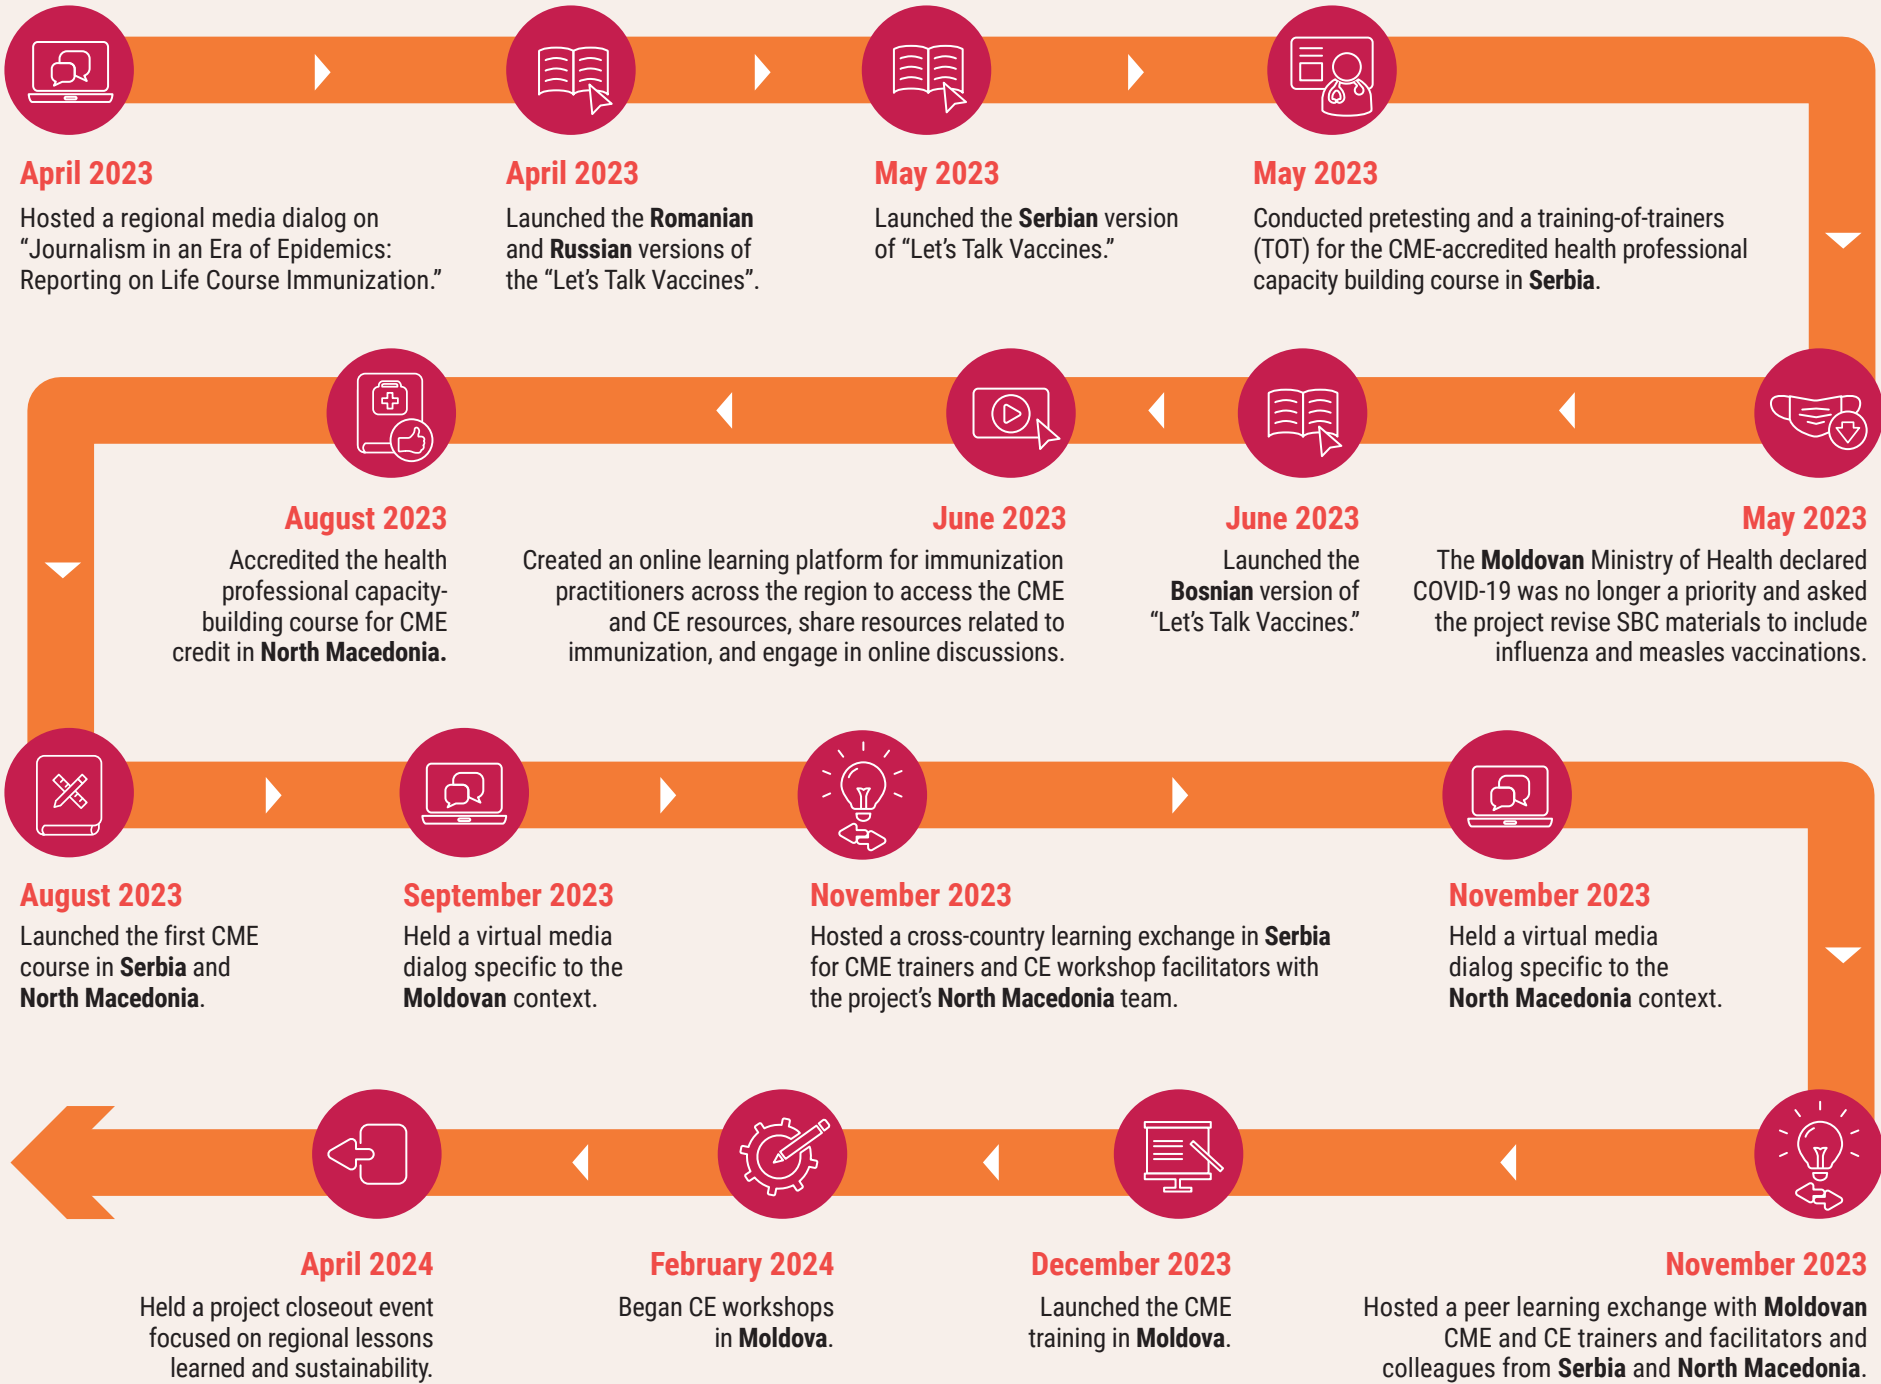 April 2023
Hosted a regional media dialog on
“Journalism in an Era of Epidemics:
Reporting on Life Course Immunization.”
April 2023
Launched the Romanian
and Russian versions of
the “Let’s Talk Vaccines”.
May 2023
Launched the Serbian version
of “Let’s Talk Vaccines.”
May 2023
Conducted pretesting and a training-of-trainers
(TOT) for the CME-accredited health professional
capacity building course in Serbia.
May 2023
The Moldovan Ministry of Health declared
COVID-19 was no longer a priority and asked
the project revise SBC materials to include
influenza and measles vaccinations.
June 2023
Launched the
Bosnian version of
“Let’s Talk Vaccines.”
June 2023
Created an online learning platform for immunization
practitioners across the region to access the CME
and CE resources, share resources related to
immunization, and engage in online discussions.
August 2023
Accredited the health
professional capacity-
building course for CME
credit in North Macedonia.
August 2023
Launched the first CME
course in Serbia and
North Macedonia.
September 2023
Held a virtual media
dialog specific to the
Moldovan context.
November 2023
Hosted a cross-country learning exchange in Serbia
for CME trainers and CE workshop facilitators with
the project’s North Macedonia team.
November 2023
Held a virtual media
dialog specific to the
North Macedonia context.
November 2023
Hosted a peer learning exchange with Moldovan
CME and CE trainers and facilitators and
colleagues from Serbia and North Macedonia.
December 2023
Launched the CME
training in Moldova.
February 2024
Began CE workshops
in Moldova.
April 2024
Held a project closeout event
focused on regional lessons
learned and sustainability.